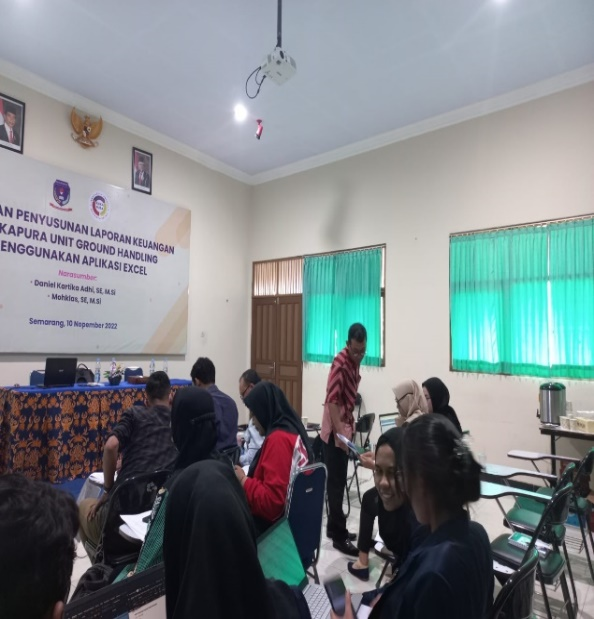 AN PENYUSUNAN LAPORAN KEUANGAN
KAPURA UNIT GROUND HANDLING
ENGGUNAKAN APLIKASI EXCEL
Narasumber:
- Daniel Kartika Adhi, SE, M.Si
- Mohklas, SE, M.Si
Semarang, 10 Nopember 2022